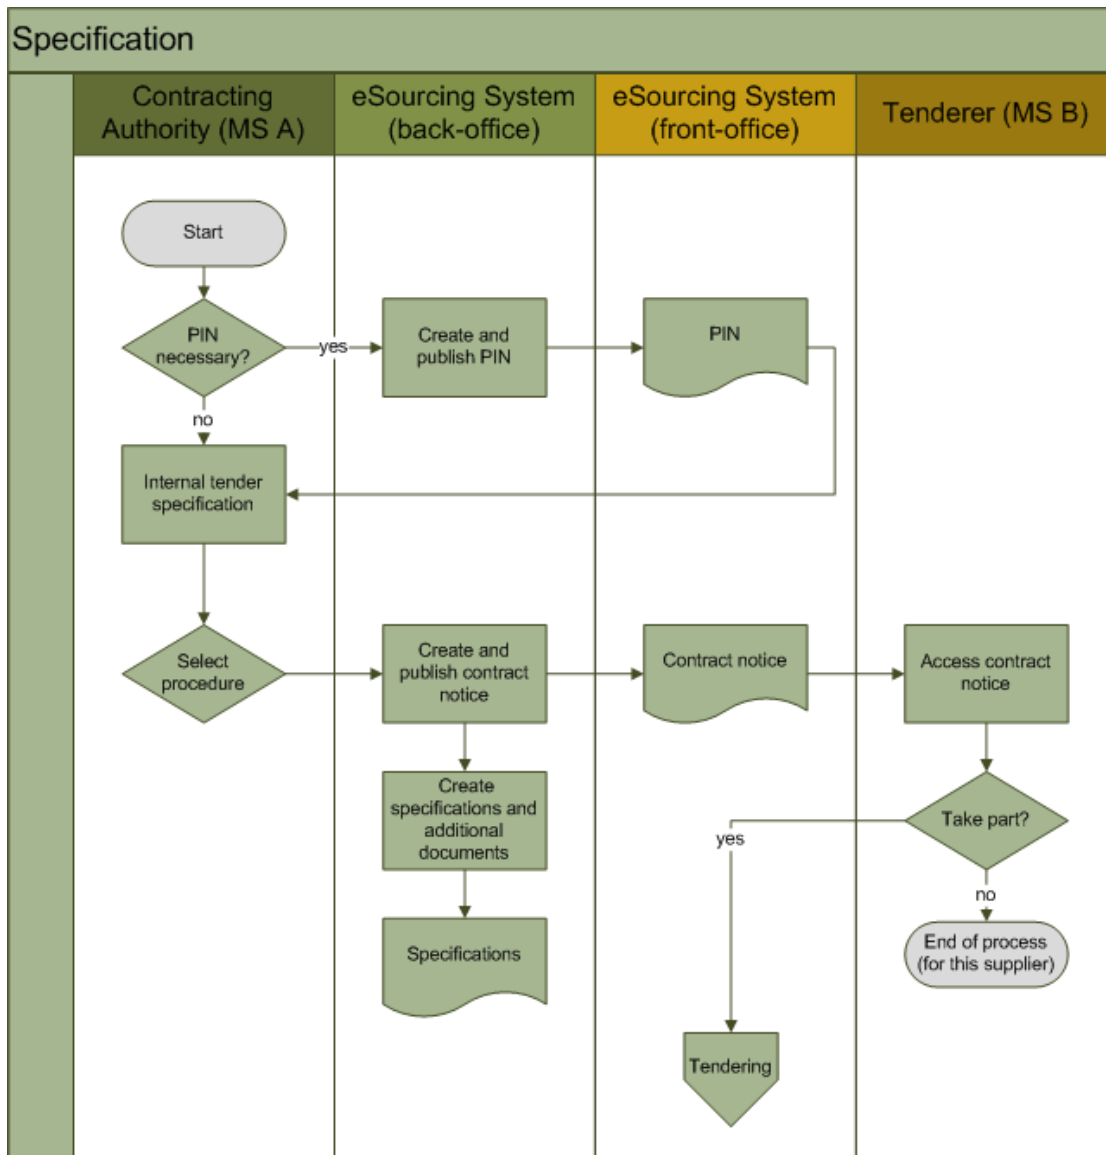 Specification
Contracting
Authority (MS A)
eSourcing System
(back-office)
eSourcing System
(front-office)
Tenderer (MS B)
Start
PIN
necessary?
yes
Create and
publish PIN
PIN
no
Internal tender
specification
Select
procedure
Create and
publish contract
notice
Contract notice
Access contract
notice
Create
specifications and
additional
documents
Take part?
yes
no
Specifications
End of process
(for this supplier)
Tendering